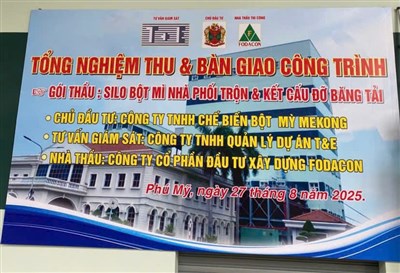 TƯ VẤN GIÁM SÁT
CHỦ ĐẦU TƯ
NHÀ THẦU THI CÔNG
T&E
FODACON
TỔNG NGHIỆM THU & BÀN GIAO CÔNG TRÌNH
GÓI THẦU : SILO BỘT MÌ NHÀ PHỐI TRỘN & KẾT CẤU ĐỠ BĂNG TẢI
• CHỦ ĐẦU TƯ: CÔNG TY TNHH CHẾ BIẾN BỘT MỲ MEKONG
• TƯ VẤN GIÁM SÁT: CÔNG TY TNHH QUẢN LÝ DỰ ÁN T&E
• NHÀ THẦU: CÔNG TY CỔ PHẦN ĐẦU TƯ XÂY DỰNG FODACON
Phú Mỹ, ngày 27 tháng 8 năm 2025.